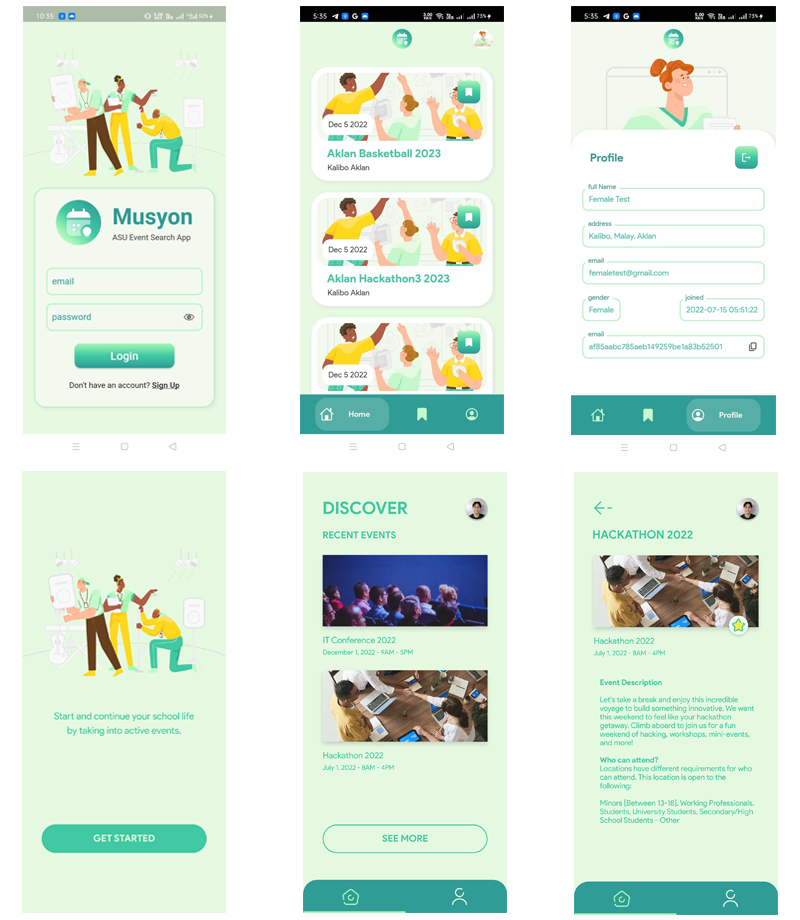 10:35
52%
Musyon
ASU Event Search App
email
password
Login
Don't have an account? Sign Up
5:35
73%
Dec 5 2022
Aklan Basketball 2023
Kalibo Aklan
Dec 5 2022
Aklan Hackathon3 2023
Kalibo Aklan
Dec 5 2022
Home
5:35
73%
Profile
full Name
Female Test
address
Kalibo, Malay, Aklan
email
femaletest@gmail.com
gender
Female
joined
2022-07-15 05:51:22
email
af85aabc785aeb149259be1a83b52501
Profile
Start and continue your school life
by taking into active events.
GET STARTED
DISCOVER
RECENT EVENTS
IT Conference 2022
December 1, 2022 - 9AM - 5PM
Hackathon 2022
July 1, 2022 - 8AM - 4PM
SEE MORE
HACKATHON 2022
Hackathon 2022
July 1, 2022 - 8AM - 4PM
Event Description
Let's take a break and enjoy this incredible
voyage to build something innovative. We want
this weekend to feel like your hackathon
getaway. Climb aboard to join us for a fun
weekend of hacking, workshops, mini-events,
and more!
Who can attend?
Locations have different requirements for who
can attend. This location is open to the
following:
Minors [Between 13-18], Working Professionals,
Students, University Students, Secondary/High
School Students - Other